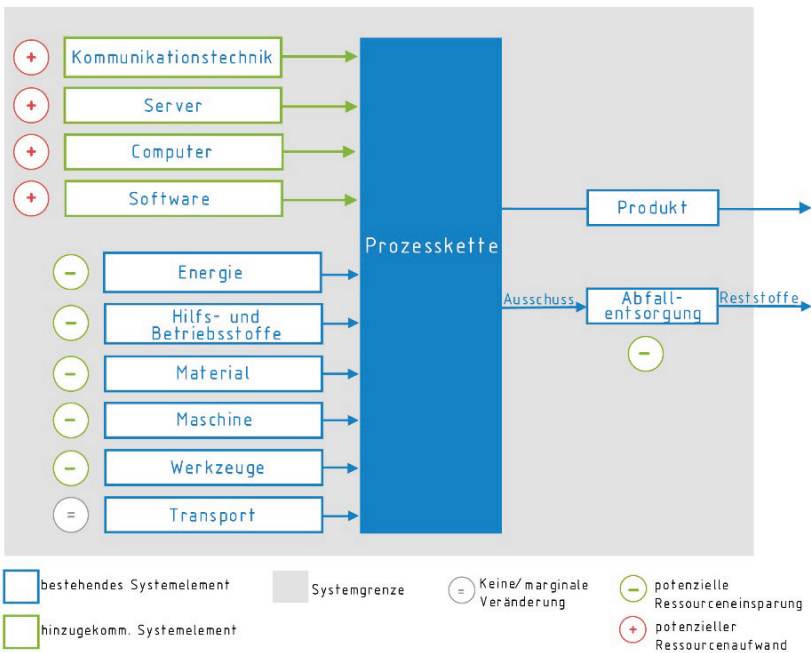 + Kommunikationstechnik
+ Server
+ Computer
+ Software
− Energie
− Hilfs- und
Betriebsstoffe
− Material
− Maschine
− Werkzeuge
= Transport
Prozesskette
Produkt
Ausschuss
Abfall-
entsorgung
Reststoffe
−
bestehendes Systemelement
hinzugekomm. Systemelement
Systemgrenze
= Keine/marginale
Veränderung
− potenzielle
Ressourceneinsparung
+ potenzieller
Ressourcenaufwand